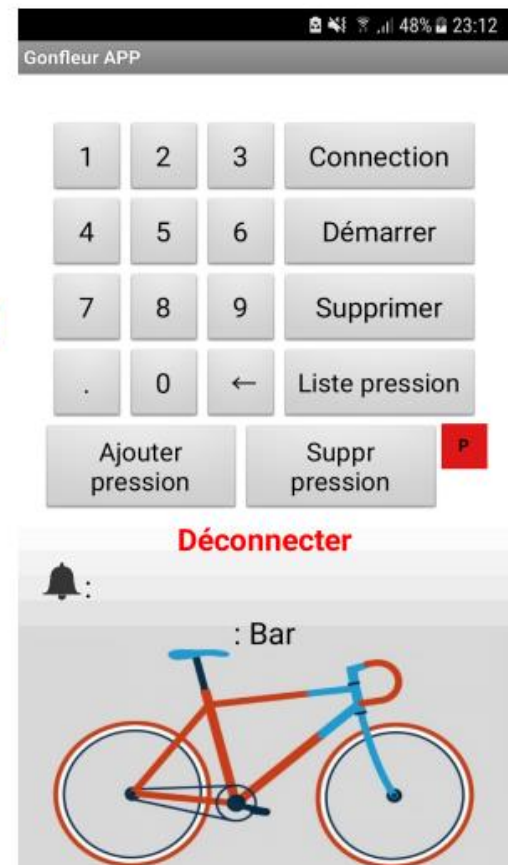 48% 23:12
Gonfleur APP
1 2 3 Connection
4 5 6 Démarrer
7 8 9 Supprimer
. 0 ← Liste pression
Ajouter
pression
Suppr
pression
P
Déconnecter
:
: Bar